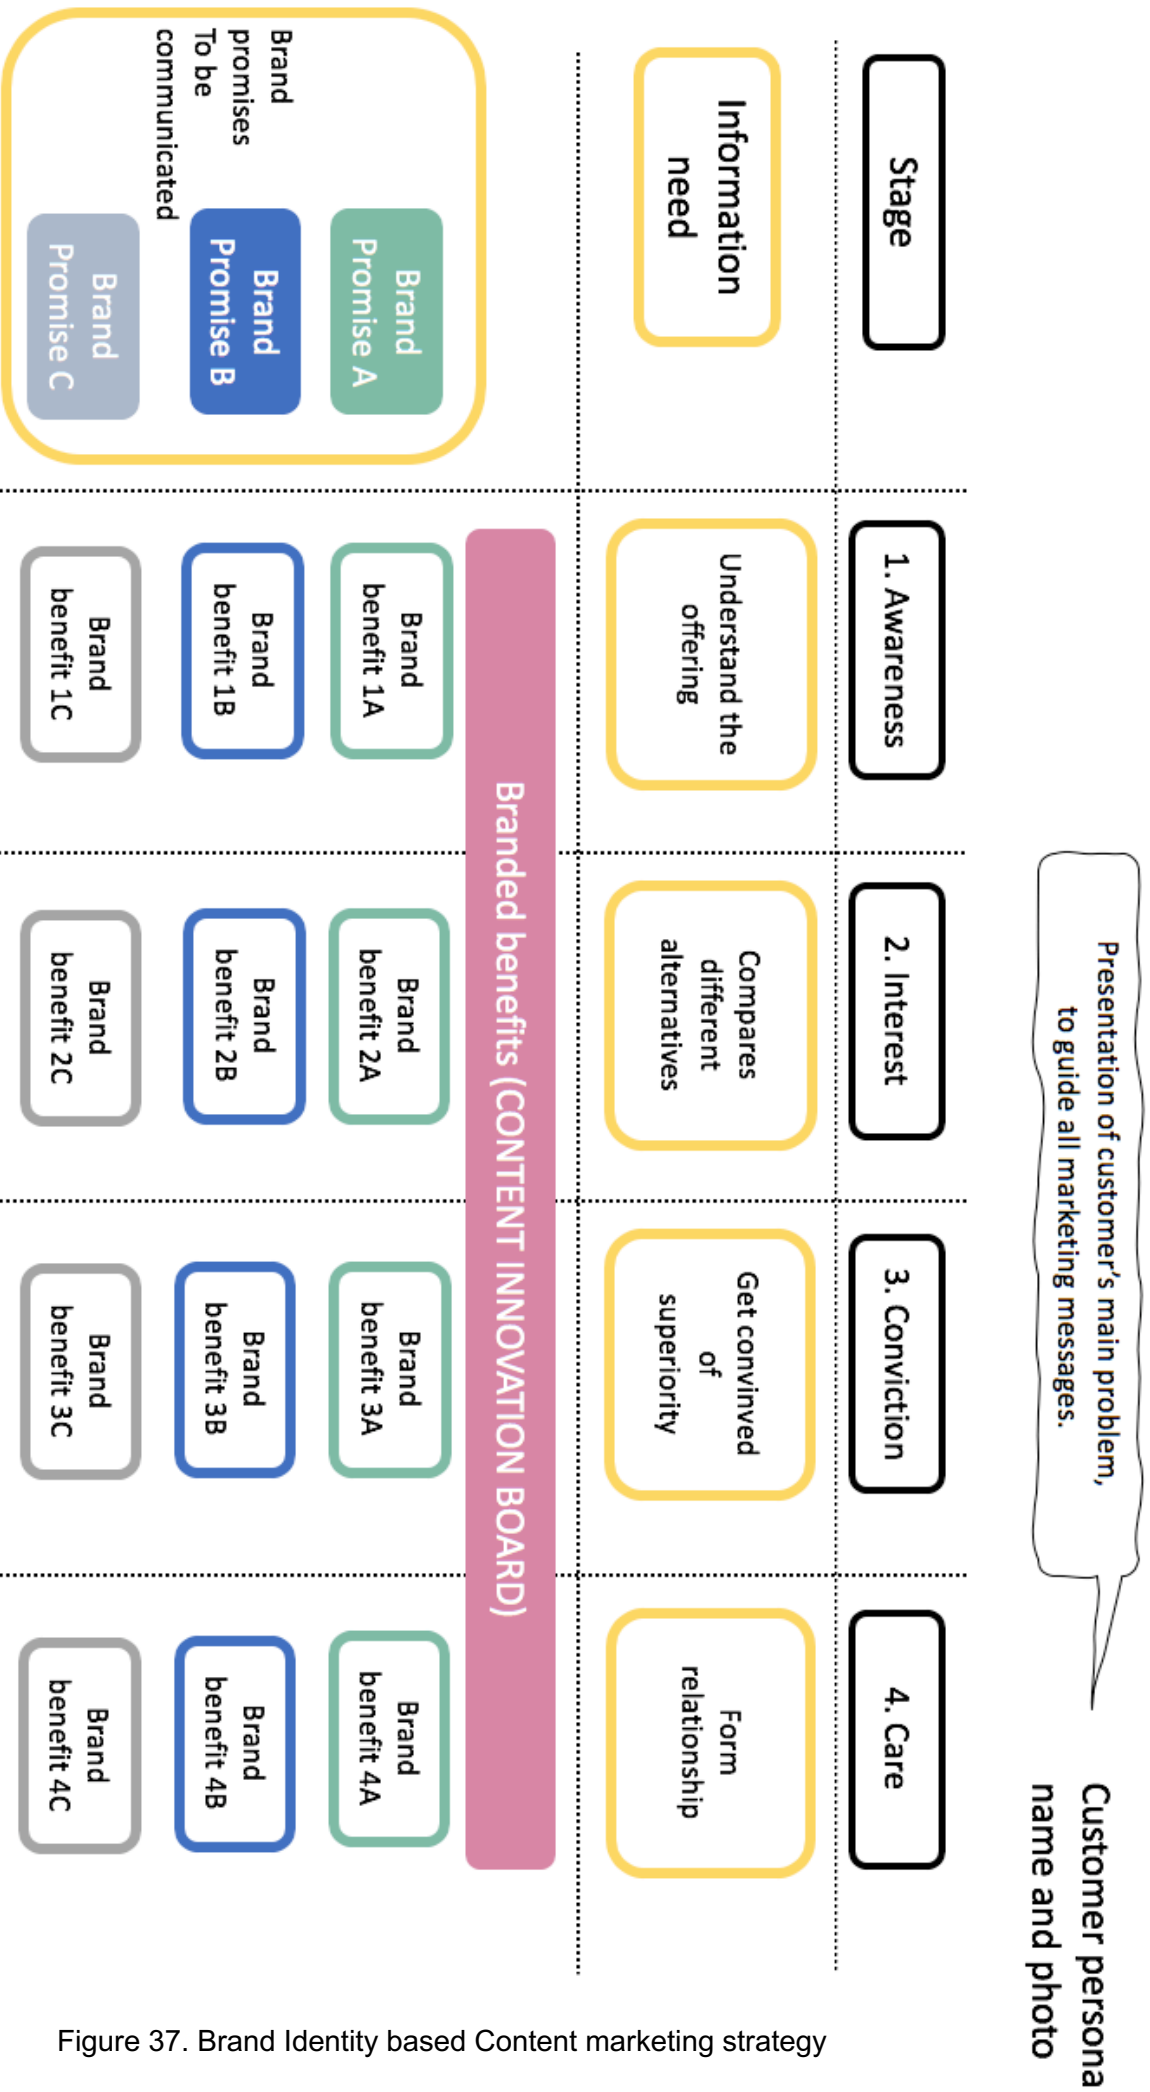 Presentation of customer's main problem,
to guide all marketing messages.
Customer persona
name and photo
Stage
1. Awareness
2. Interest
3. Conviction
4. Care
Information
need
Understand the
offering
Compares
different
alternatives
Get convinved
of
superiority
Form
relationship
Branded benefits (CONTENT INNOVATION BOARD)
Brand
promises
To be
communicated
Brand
Promise A
Brand
benefit 1A
Brand
benefit 2A
Brand
benefit 3A
Brand
benefit 4A
Brand
Promise B
Brand
benefit 1B
Brand
benefit 2B
Brand
benefit 3B
Brand
benefit 4B
Brand
Promise C
Brand
benefit 1C
Brand
benefit 2C
Brand
benefit 3C
Brand
benefit 4C
Figure 37. Brand Identity based Content marketing strategy